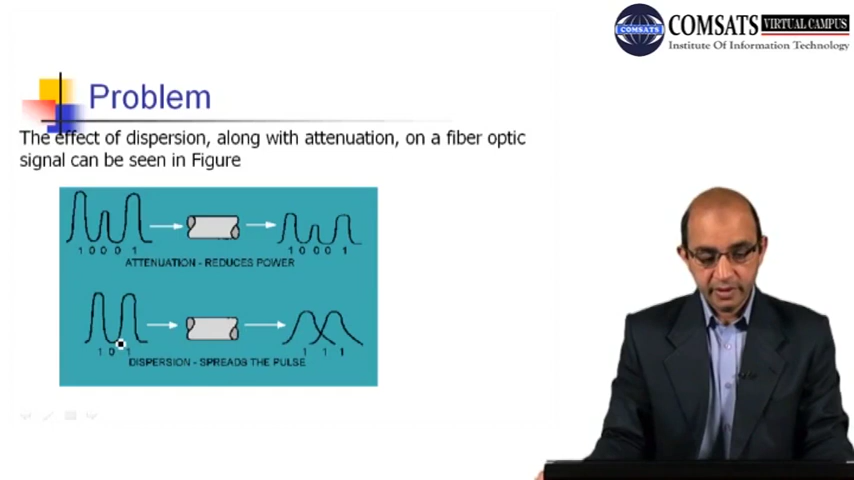 COMSATS VIRTUAL CAMPUS
COMSATS
Institute Of Information Technology
Problem
The effect of dispersion, along with attenuation, on a fiber optic
signal can be seen in Figure
1 0 0 0 1
1 0 0 0 1
ATTENUATION - REDUCES POWER
1 0 1
1 1 1
DISPERSION - SPREADS THE PULSE